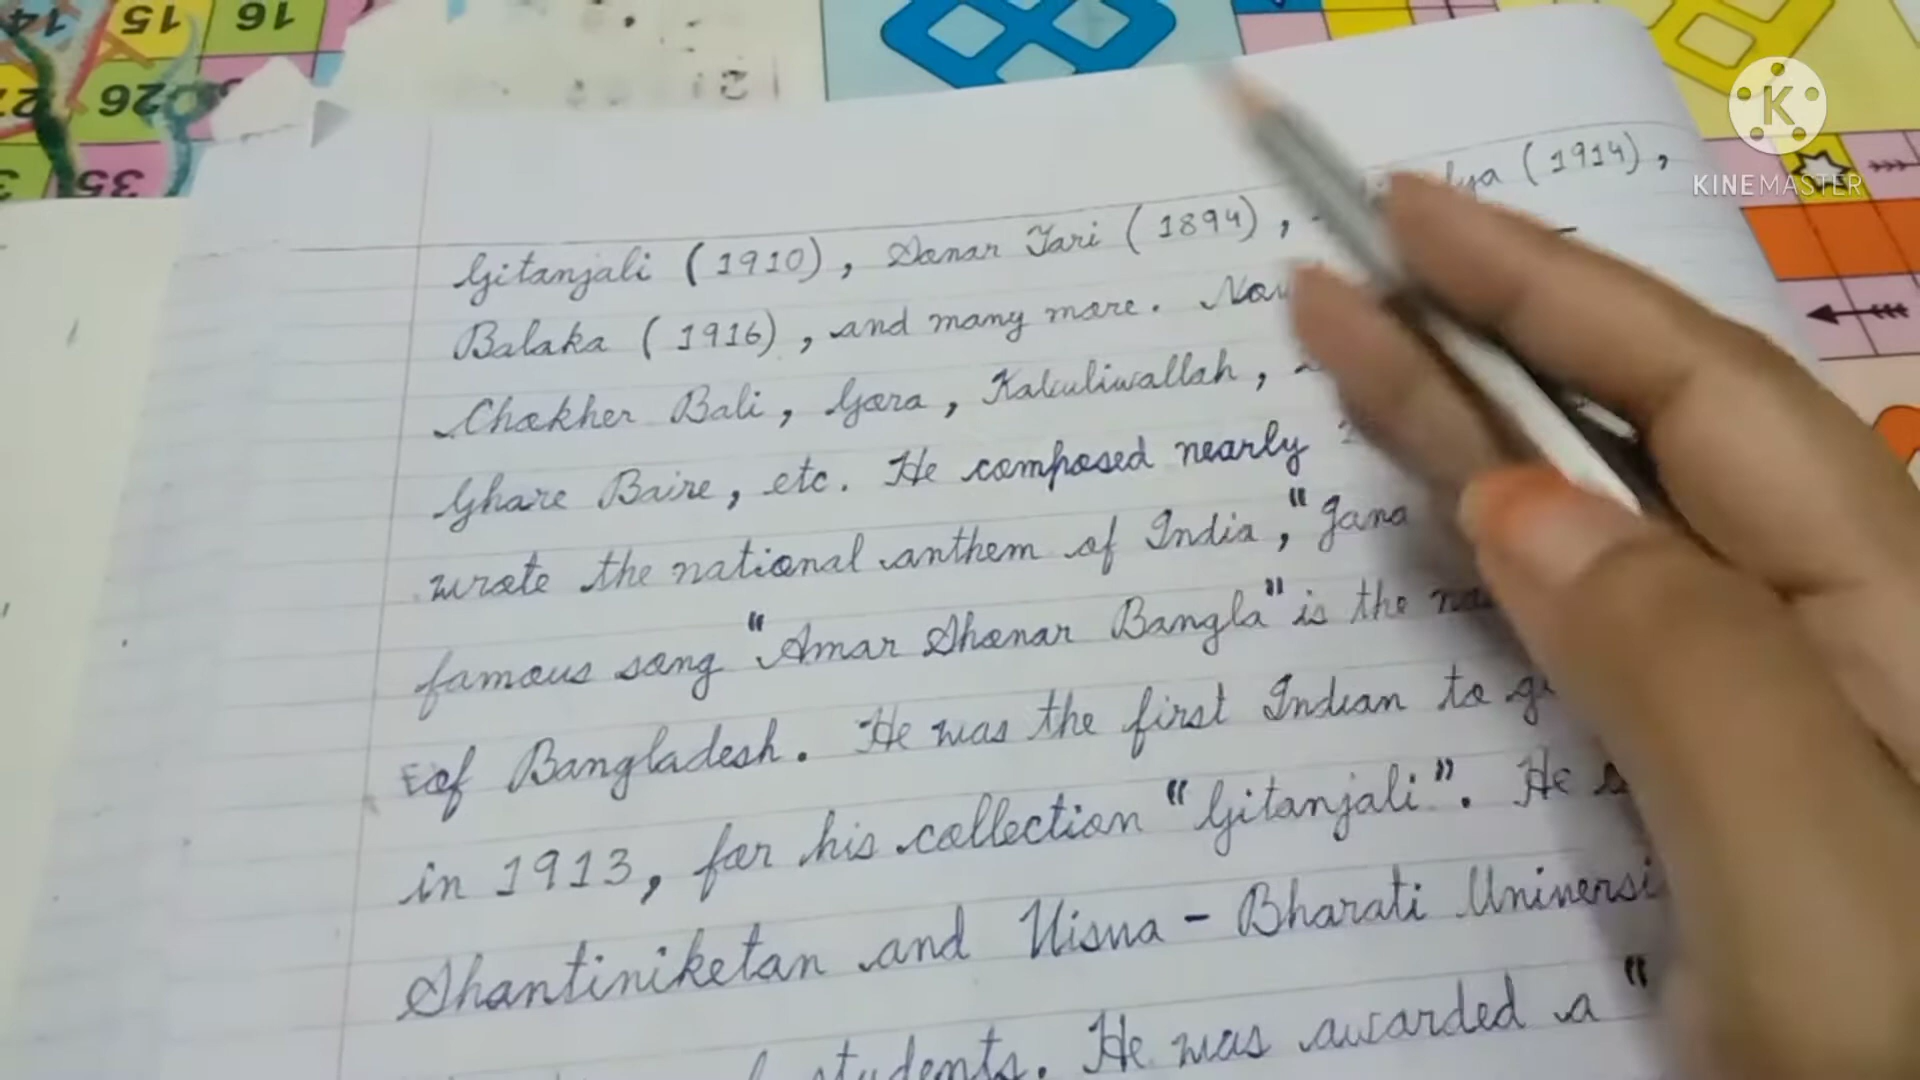 14 15 16
26
35
KINEMASTER
Gitanjali (1910), Sonar Tari (1894), (1914),
Balaka (1916), and many more.
Chokher Bali, Gora, Kabuliwallah,
Ghare Baire, etc. He composed nearly
wrote the national anthem of India, "Jana
famous song "Amar Shonar Bangla" is the
of Bangladesh. He was the first Indian to
in 1913, for his collection "Gitanjali". He
Shantiniketan and Visva - Bharati
students. He was awarded a "